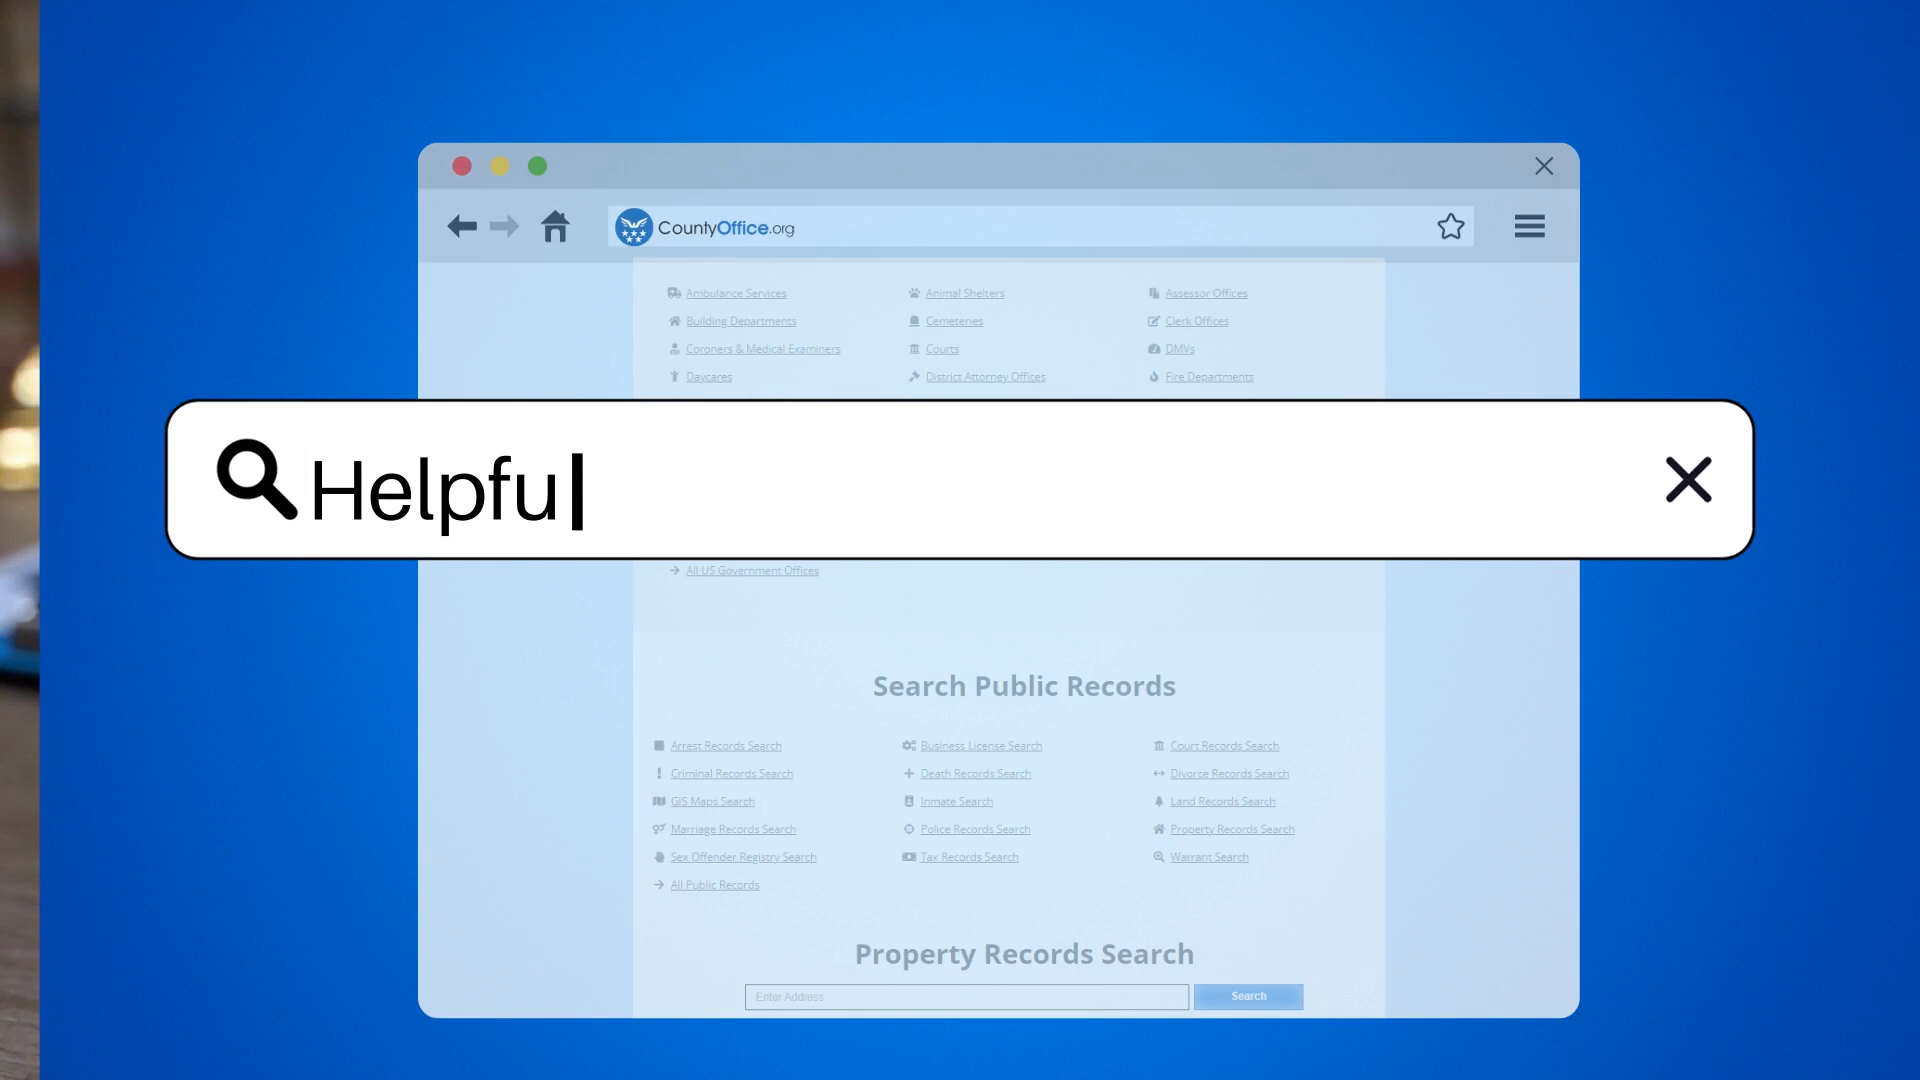 CountyOffice.org
Ambulance Services Animal Shelters Assessor Offices
Building Departments Cemeteries Clerk Offices
Coroners & Medical Examiners Courts DMVs
Daycares District Attorney Offices Fire Departments
Helpfu
All US Government Offices
Search Public Records
Arrest Records Search Business License Search Court Records Search
Criminal Records Search Death Records Search Divorce Records Search
GIS Maps Search Inmate Search Land Records Search
Marriage Records Search Police Records Search Property Records Search
Sex Offender Registry Search Tax Records Search Warrant Search
All Public Records
Property Records Search
Enter Address Search